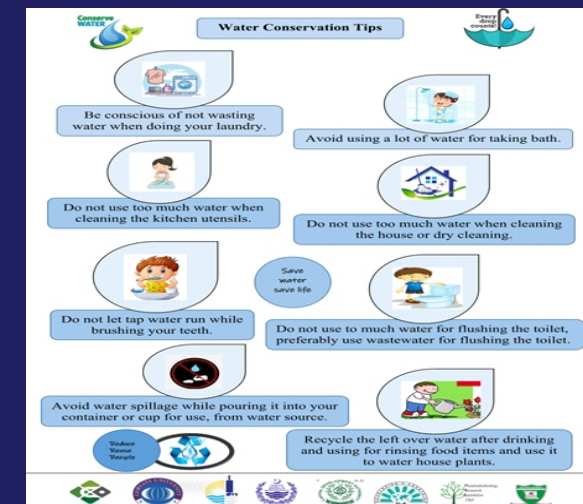 Conserve
WATER
Water Conservation Tips
Every
drop
counts!
Be conscious of not wasting
water when doing your laundry.
Avoid using a lot of water for taking bath.
Do not use too much water when
cleaning the kitchen utensils.
Do not use too much water when cleaning
the house or dry cleaning.
Do not let tap water run while
brushing your teeth.
Save
water
save life
Do not use to much water for flushing the toilet,
preferably use wastewater for flushing the toilet.
Avoid water spillage while pouring it into your
container or cup for use, from water source.
Reduce
Reuse
Recycle
Recycle the left over water after drinking
and using for rinsing food items and use it
to water house plants.